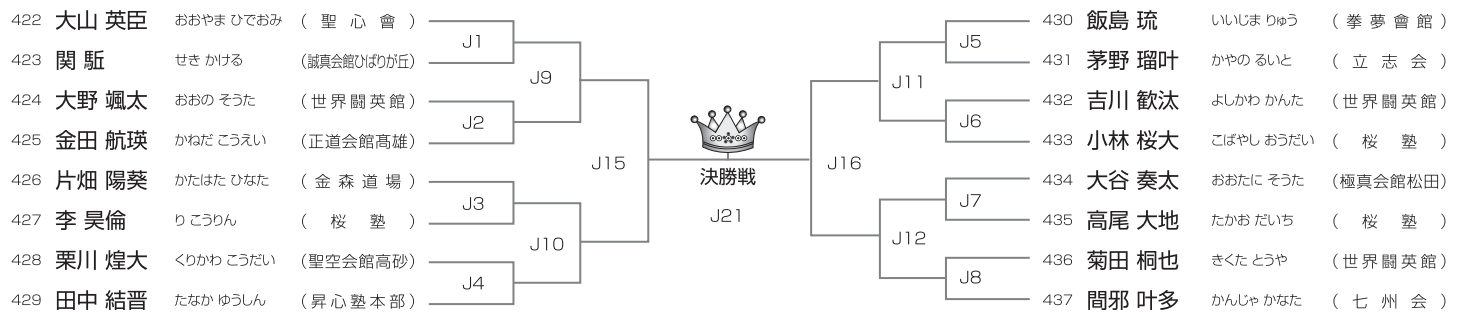 422 大山 英臣 おおやま ひでおみ (聖心會)
423 関 駈 せき かける (誠真会館ひばりが丘)
424 大野 颯太 おおの そうた (世界闘英館)
425 金田 航瑛 かねだ こうえい (正道会館髙雄)
426 片畑 陽葵 かたはた ひなた (金森道場)
427 李 昊倫 り こうりん (桜塾)
428 栗川 煌大 くりかわ こうだい (聖空会館高砂)
429 田中 結晋 たなか ゆうしん (昇心塾本部)
J1
J2
J3
J4
J9
J10
J15
決勝戦
J21
J16
J11
J12
J5
J6
J7
J8
430 飯島 琉 いいじま りゅう (拳夢會館)
431 茅野 瑠叶 かやの るいと (立志会)
432 吉川 歓汰 よしかわ かんた (世界闘英館)
433 小林 桜大 こばやし おうだい (桜塾)
434 大谷 奏太 おおたに そうた (極真会館松田)
435 高尾 大地 たかお だいち (桜塾)
436 菊田 桐也 きくた とうや (世界闘英館)
437 間邪 叶多 かんじゃ かなた (七州会)